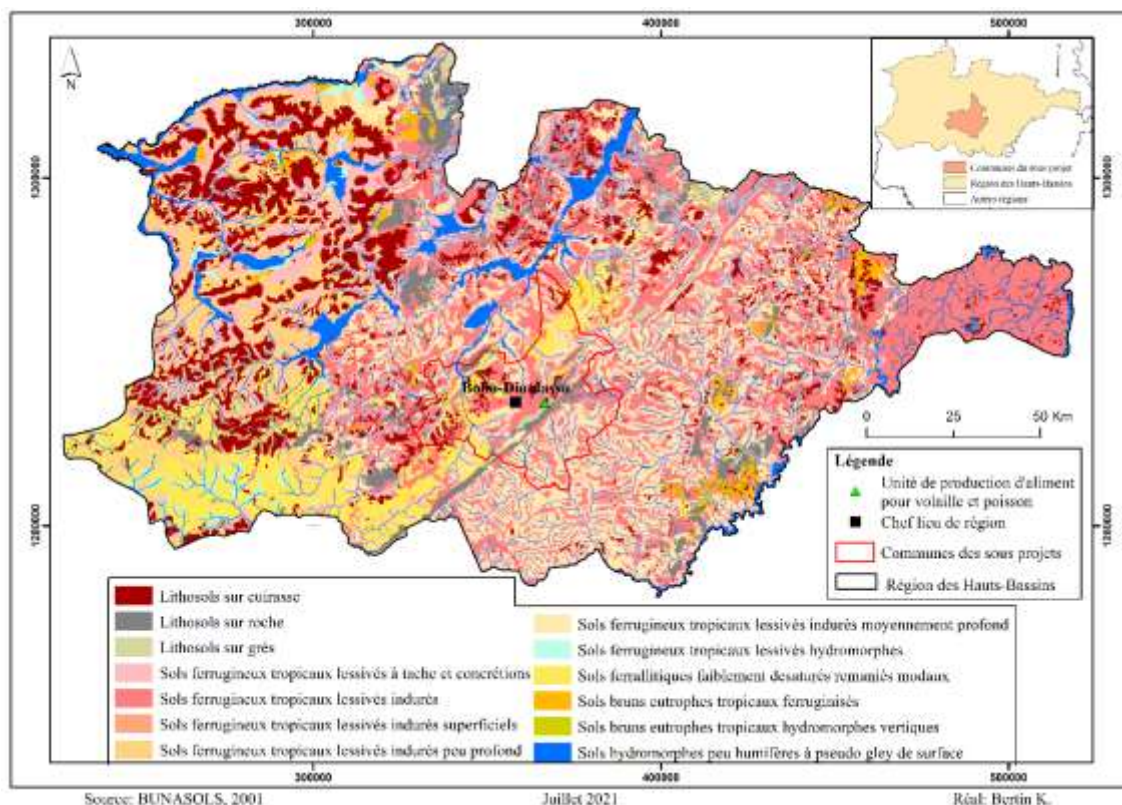 300000 400000 500000
N
Communes du sous projet
Région des Hauts-Bassins
Autres régions
1300000 1300000
Bobo-Dioulasso
0 25 50 Km
Légende
Unité de production d'aliment
pour volaille et poisson
Chef lieu de région
Communes des sous projets
Région des Hauts-Bassins
1200000 1200000
Lithosols sur cuirasse
Lithosols sur roche
Lithosols sur grès
Sols ferrugineux tropicaux lessivés à tache et concrétions
Sols ferrugineux tropicaux lessivés indurés
Sols ferrugineux tropicaux lessivés indurés superficiels
Sols ferrugineux tropicaux lessivés indurés peu profond
Sols ferrugineux tropicaux lessivés indurés moyennement profond
Sols ferrugineux tropicaux lessivés hydromorphes
Sols ferrallitiques faiblement desaturés remaniés modaux
Sols bruns eutrophes tropicaux ferruginisés
Sols bruns eutrophes tropicaux hydromorphes vertiques
Sols hydromorphes peu humifères à pseudo gley de surface
300000 400000 500000
Source: BUNASOLS, 2001 Juillet 2021 Réal: Bertin K.